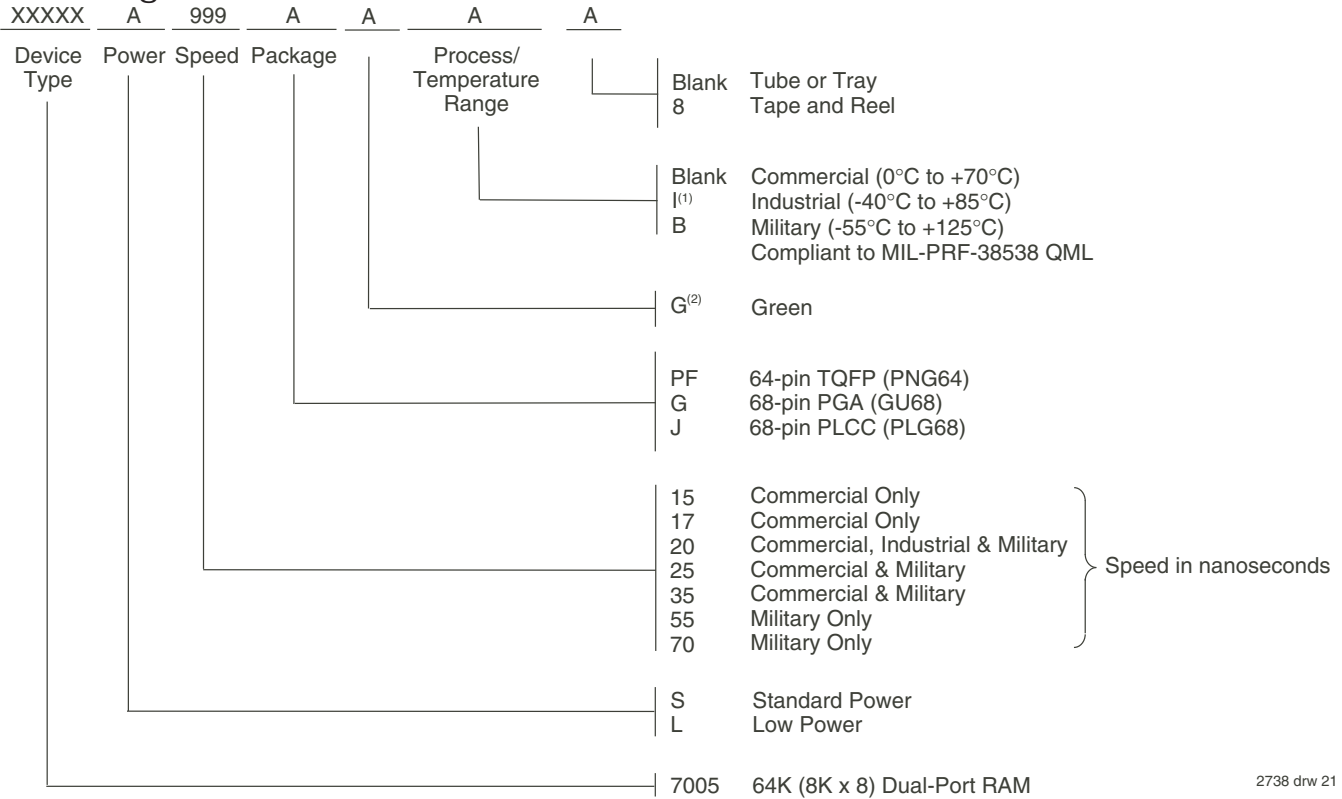 XXXXX A 999 A A A A
Device Type Power Speed Package Process/ Temperature Range
Blank Tube or Tray
8 Tape and Reel
Blank Commercial (0°C to +70°C)
I(1) Industrial (-40°C to +85°C)
B Military (-55°C to +125°C)
Compliant to MIL-PRF-38538 QML
G(2) Green
PF 64-pin TQFP (PNG64)
G 68-pin PGA (GU68)
J 68-pin PLCC (PLG68)
15 Commercial Only
17 Commercial Only
20 Commercial, Industrial & Military
25 Commercial & Military
35 Commercial & Military
55 Military Only
70 Military Only
Speed in nanoseconds
S Standard Power
L Low Power
7005 64K (8K x 8) Dual-Port RAM
2738 drw 21